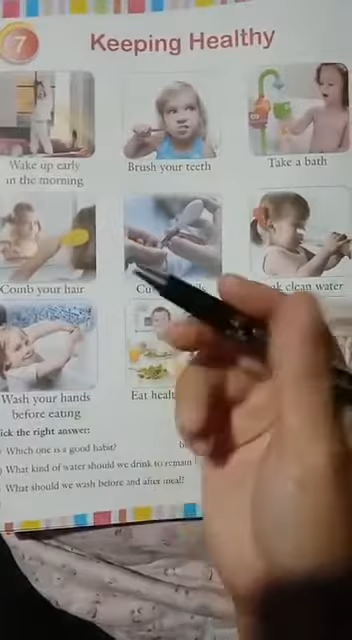 7
Keeping Healthy
Wake up early
in the morning
Brush your teeth
Take a bath
Comb your hair
clean water
Wash your hands
before eating
Eat
ick the right answer:
Which one is a good habit?
What kind of water should we drink to remain
What should we wash before and after meal?